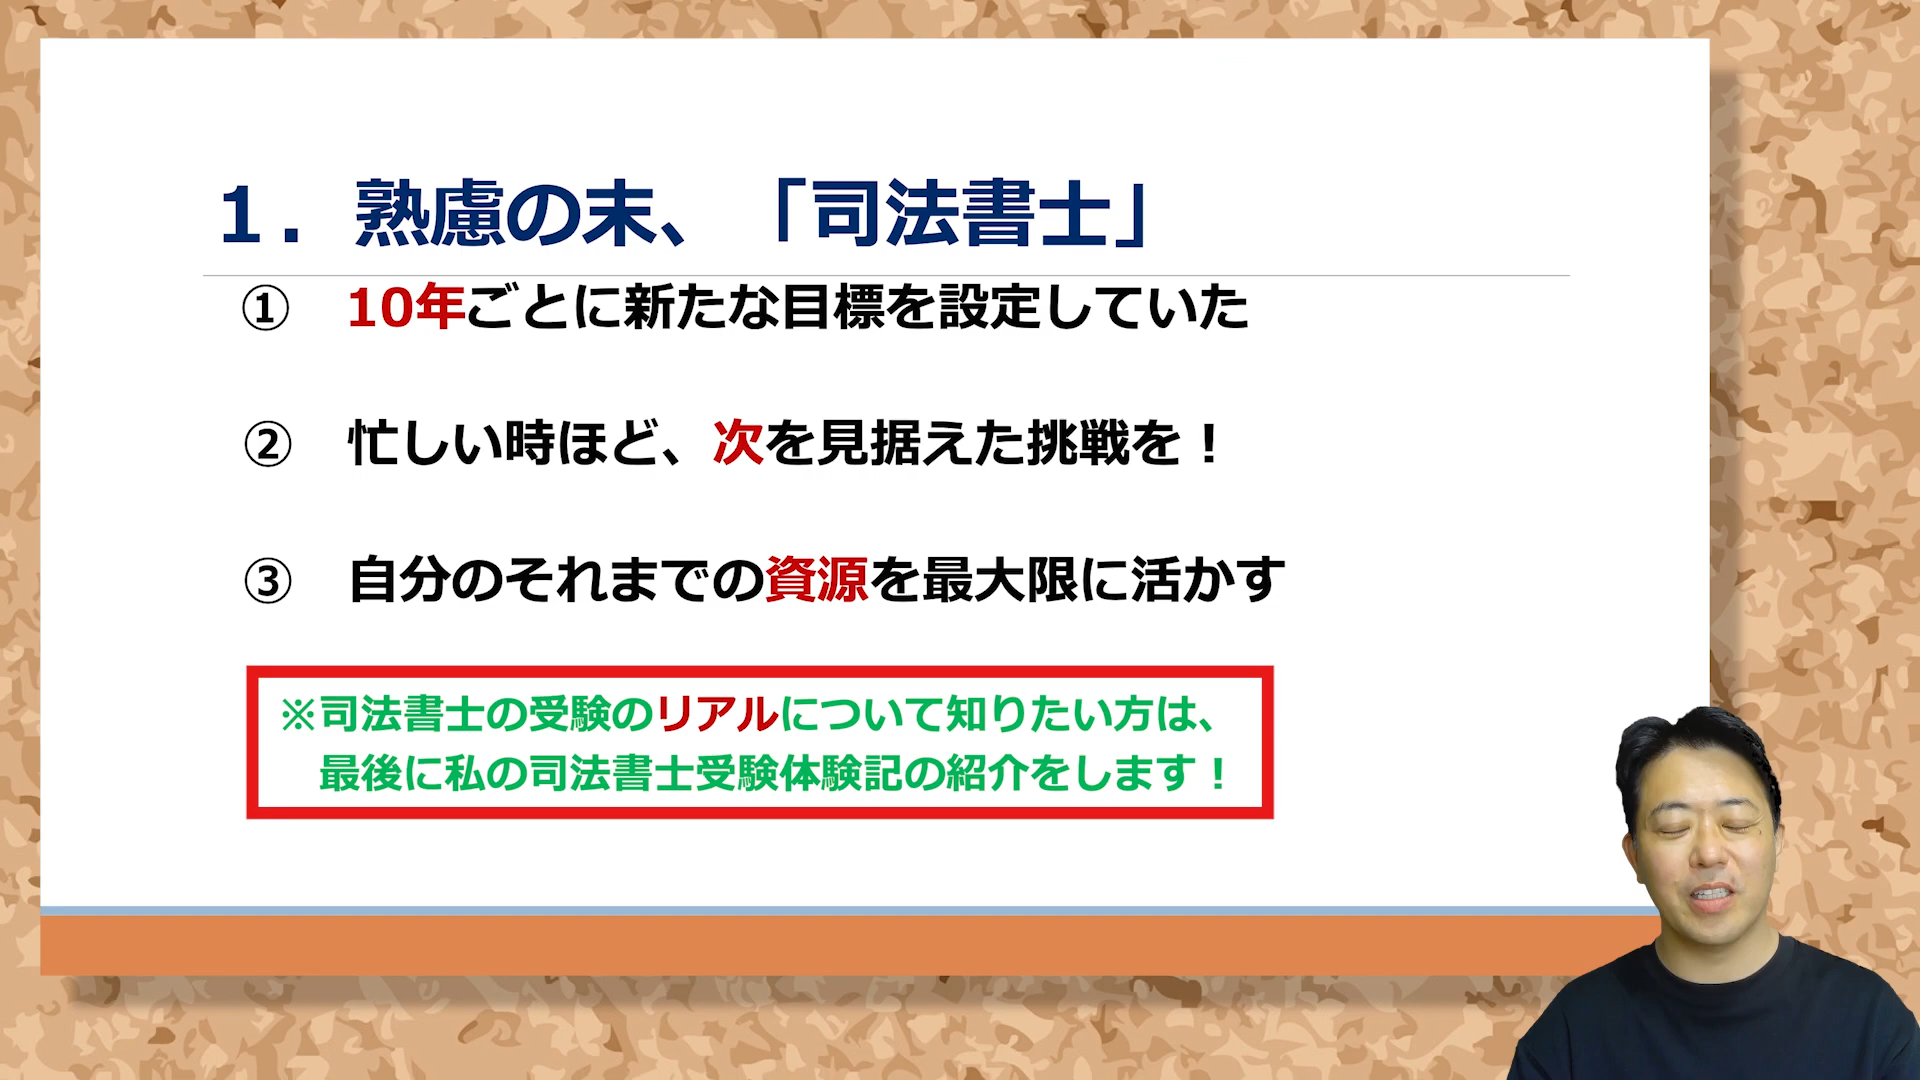 １．熟慮の末、「司法書士」
①　10年ごとに新たな目標を設定していた
②　忙しい時ほど、次を見据えた挑戦を！
③　自分のそれまでの資源を最大限に活かす
※司法書士の受験のリアルについて知りたい方は、
最後に私の司法書士受験体験記の紹介をします！